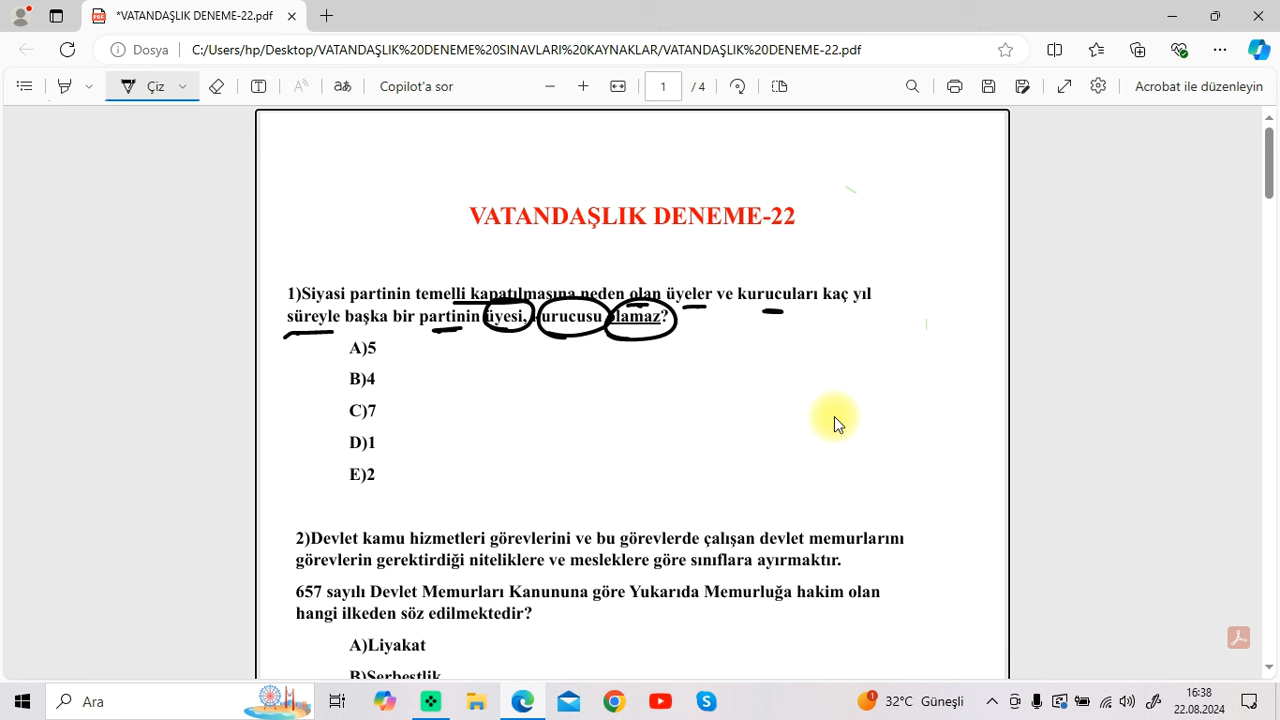 *VATANDAŞLIK DENEME-22.pdf
Dosya
C:/Users/hp/Desktop/VATANDAŞLIK%20DENEME%20SINAVLARI%20KAYNAKLAR/VATANDAŞLIK%20DENEME-22.pdf
Çiz
Copilot'a sor
1 / 4
Acrobat ile düzenleyin
VATANDAŞLIK DENEME-22
1)Siyasi partinin temelli kapatılmasına neden olan üyeler ve kurucuları kaç yıl
süreyle başka bir partinin üyesi, kurucusu olamaz?
A)5
B)4
C)7
D)1
E)2
2)Devlet kamu hizmetleri görevlerini ve bu görevlerde çalışan devlet memurlarını
görevlerin gerektirdiği niteliklere ve mesleklere göre sınıflara ayırmaktır.
657 sayılı Devlet Memurları Kanununa göre Yukarıda Memurluğa hakim olan
hangi ilkeden söz edilmektedir?
A)Liyakat
B)Serbestlik
Ara
1
32°C Güneşli
16:38
22.08.2024